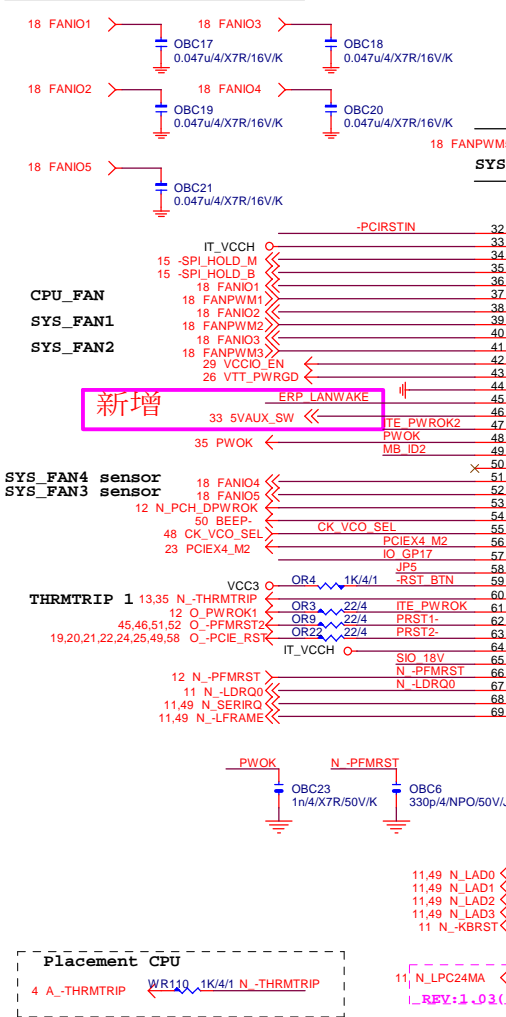 18 FANIO1
18 FANIO3
OBC17
0.047u/4/X7R/16V/K
OBC18
0.047u/4/X7R/16V/K
18 FANIO2
18 FANIO4
OBC19
0.047u/4/X7R/16V/K
OBC20
0.047u/4/X7R/16V/K
18 FANPWM
SYS
18 FANIO5
OBC21
0.047u/4/X7R/16V/K
-PCIRSTIN 32
IT_VCCH 33
15 -SPI_HOLD_M 34
15 -SPI_HOLD_B 35
18 FANIO1 36
CPU_FAN
18 FANPWM1 37
18 FANIO2 38
SYS_FAN1
18 FANPWM2 39
18 FANIO3 40
SYS_FAN2
18 FANPWM3 41
29 VCCIO_EN 42
26 VTT_PWRGD 43
44
新增
ERP_LANWAKE 45
33 5VAUX_SW 46
ITE_PWROK2 47
35 PWOK PWOK 48
MB_ID2 49
50
SYS_FAN4 sensor
18 FANIO4 51
SYS_FAN3 sensor
18 FANIO5 52
12 N_PCH_DPWROK 53
50 BEEP- 54
48 CK_VCO_SEL CK_VCO_SEL 55
23 PCIEX4_M2 PCIEX4_M2 56
IO_GP17 57
JP5 58
VCC3 OR4 1K/4/1 -RST_BTN 59
THRMTRIP 1
13,35 N_-THRMTRIP 60
12 O_PWROK1 OR3 22/4 ITE_PWROK 61
45,46,51,52 O_-PFMRST2 OR9 22/4 PRST1- 62
19,20,21,22,24,25,49,58 O_-PCIE_RST OR22 22/4 PRST2- 63
IT_VCCH 64
SIO_18V 65
12 N_-PFMRST N_-PFMRST 66
11 N_-LDRQ0 N_-LDRQ0 67
11,49 N_SERIRQ 68
11,49 N_-LFRAME 69
PWOK
N_-PFMRST
OBC23
1n/4/X7R/50V/K
OBC6
330p/4/NPO/50V/J
11,49 N_LAD0
11,49 N_LAD1
11,49 N_LAD2
11,49 N_LAD3
11 N_-KBRST
Placement CPU
4 A_-THRMTRIP WR110 1K/4/1 N_-THRMTRIP
11 N_LPC24MA
REV:1.03(